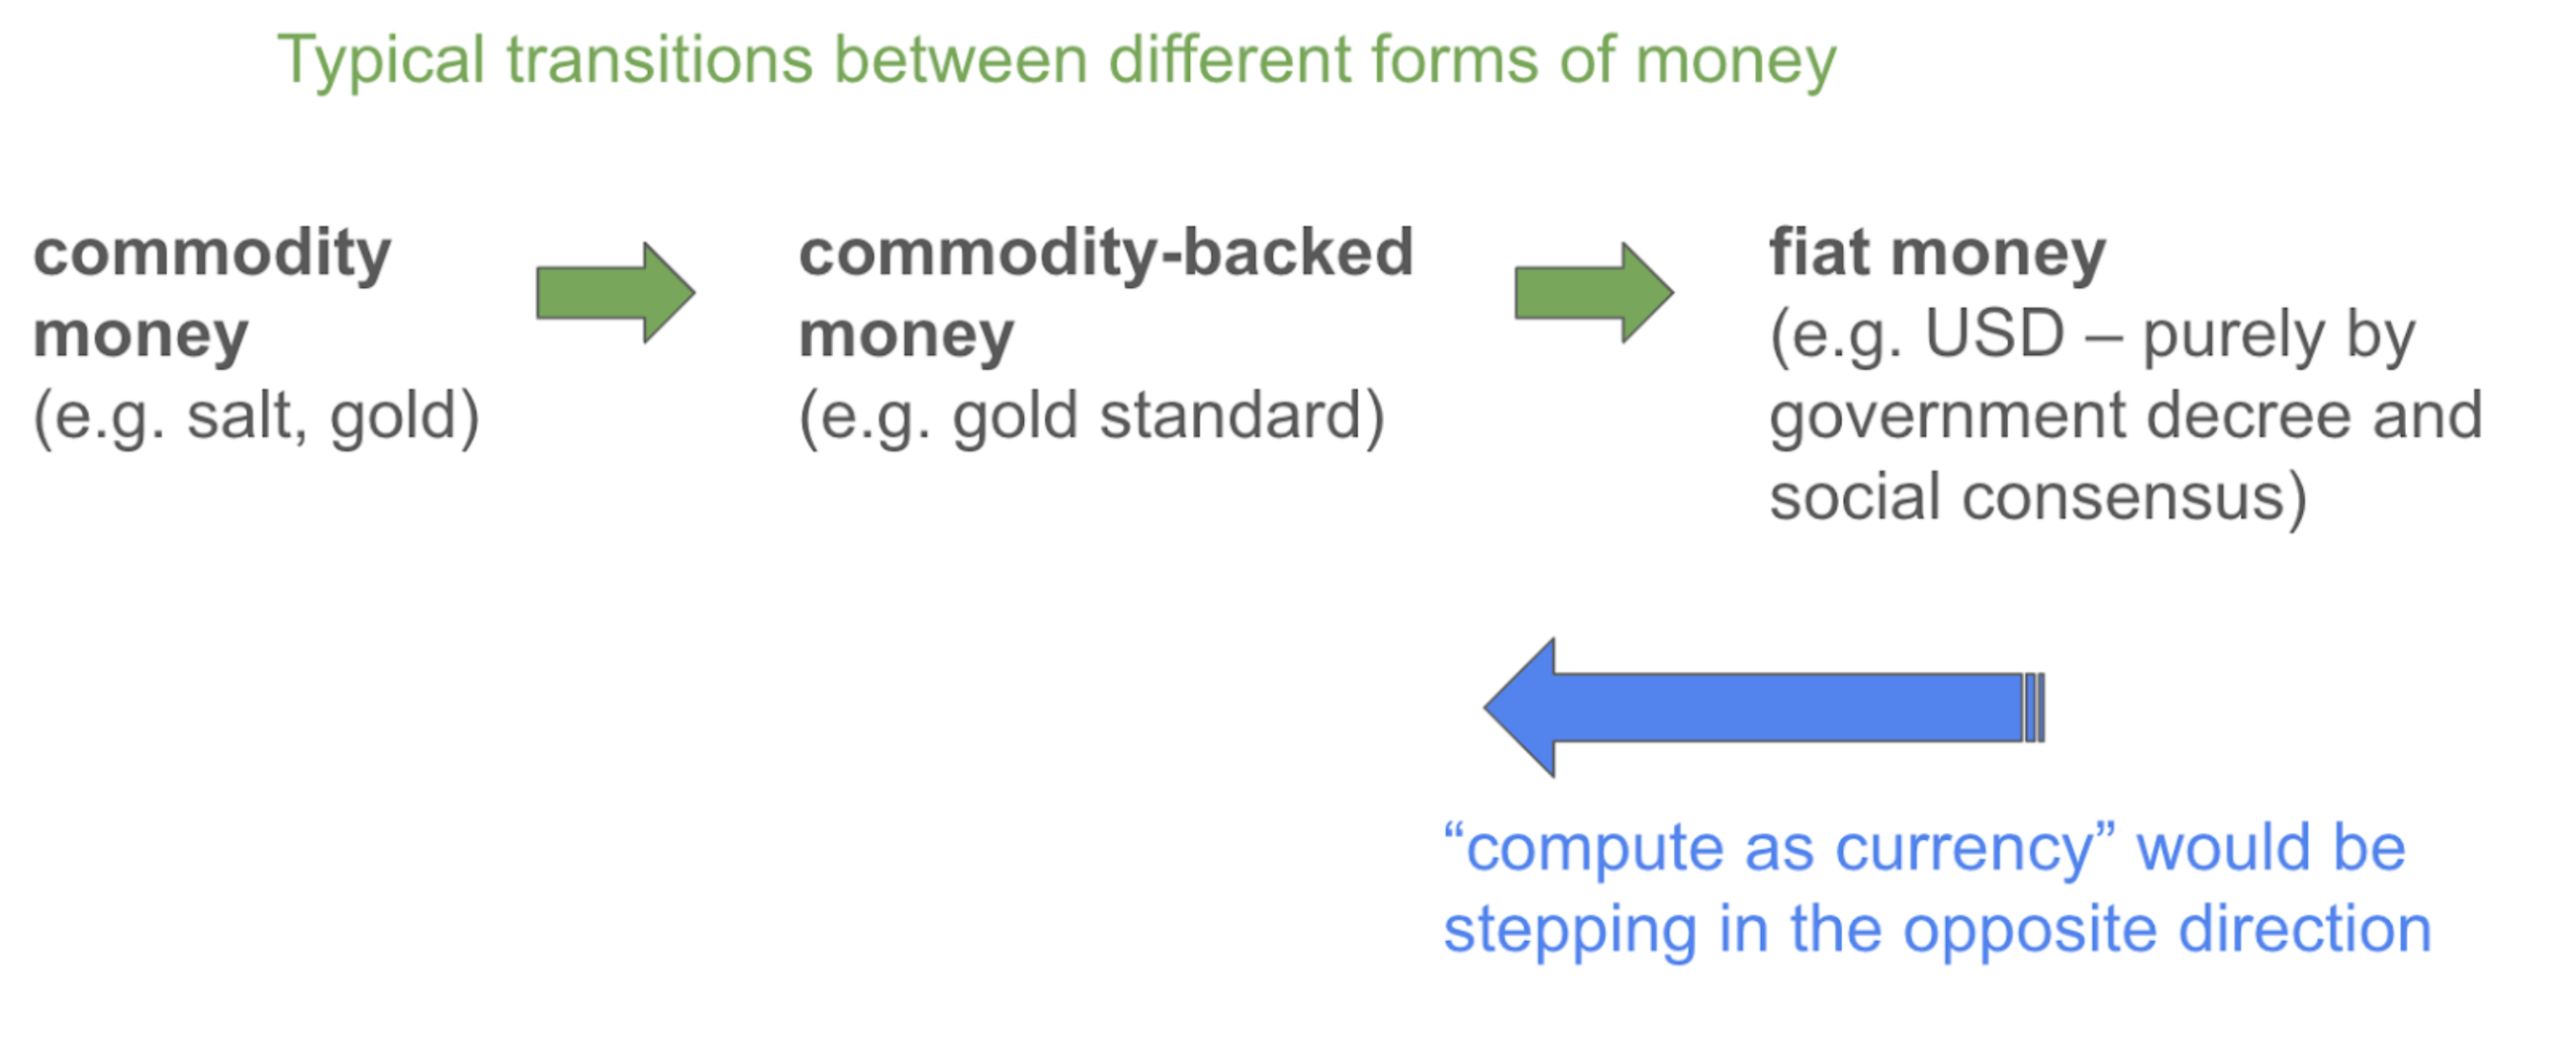 Typical transitions between different forms of money
commodity
money
(e.g. salt, gold)
commodity-backed
money
(e.g. gold standard)
fiat money
(e.g. USD – purely by
government decree and
social consensus)
“compute as currency” would be
stepping in the opposite direction